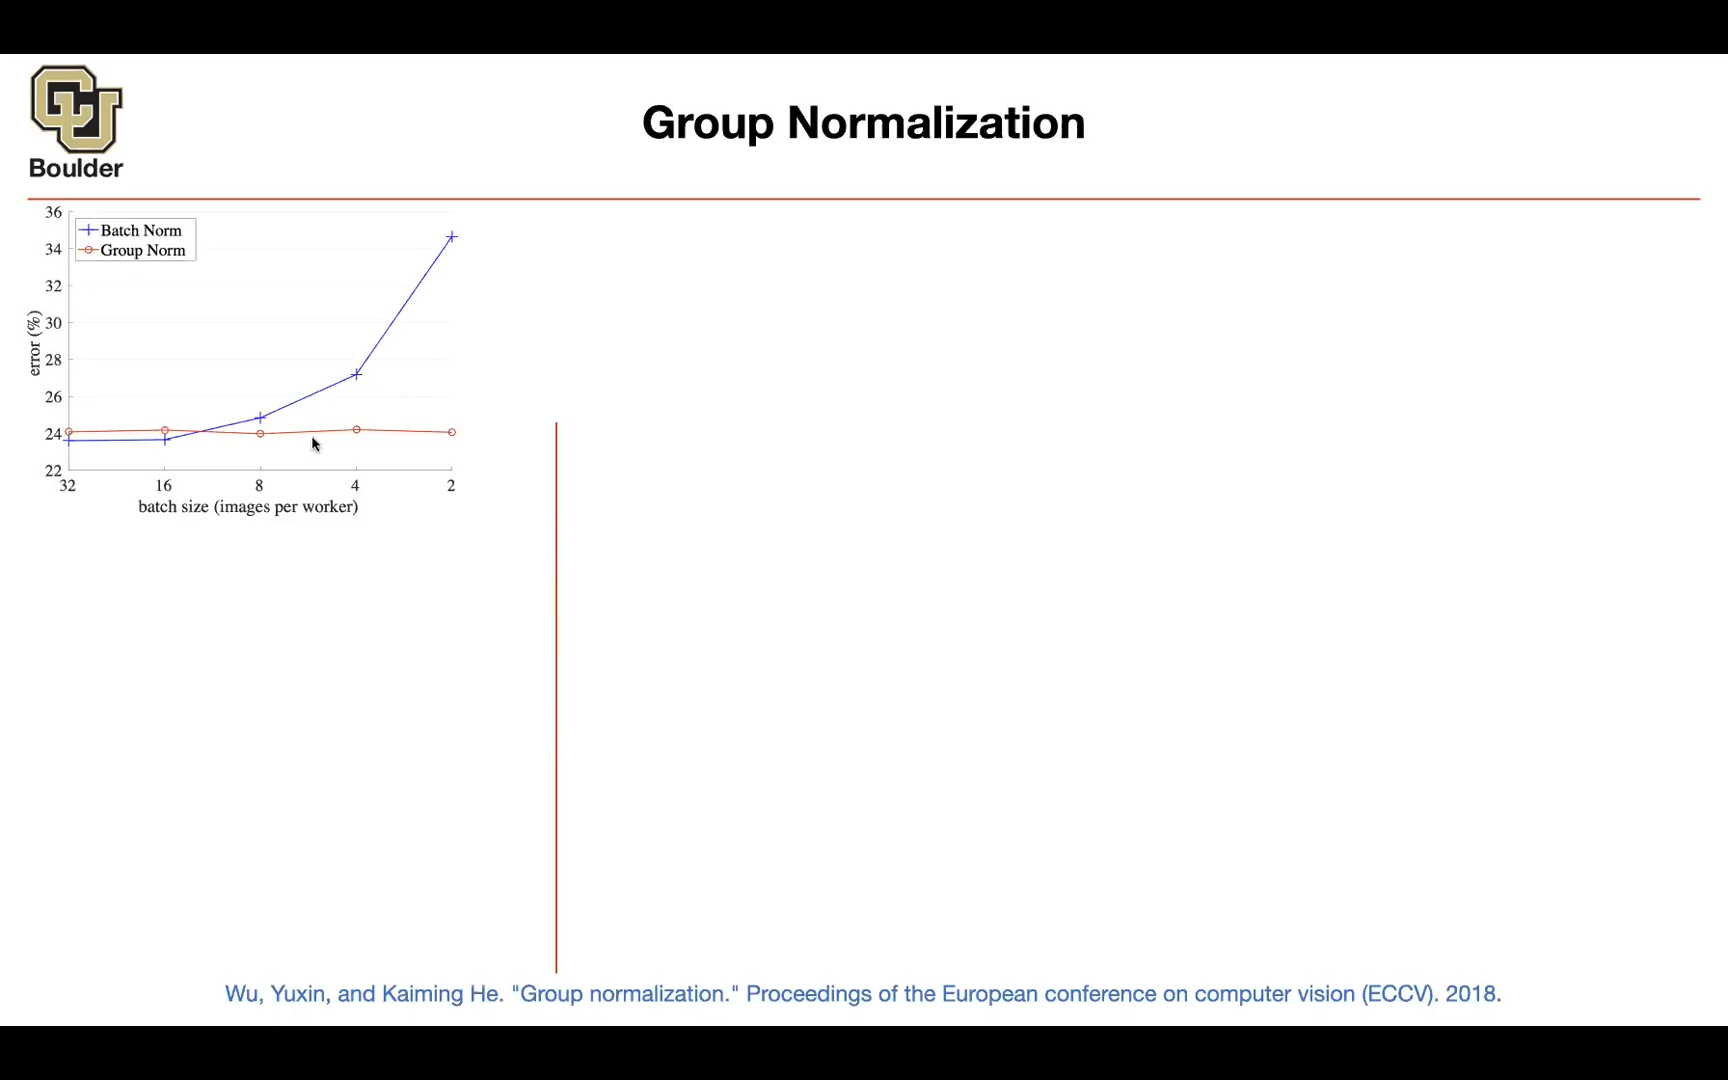 Boulder
Group Normalization
36
34
32
30
28
26
24
22
error (%)
Batch Norm
Group Norm
32 16 8 4 2
batch size (images per worker)
Wu, Yuxin, and Kaiming He. "Group normalization." Proceedings of the European conference on computer vision (ECCV). 2018.